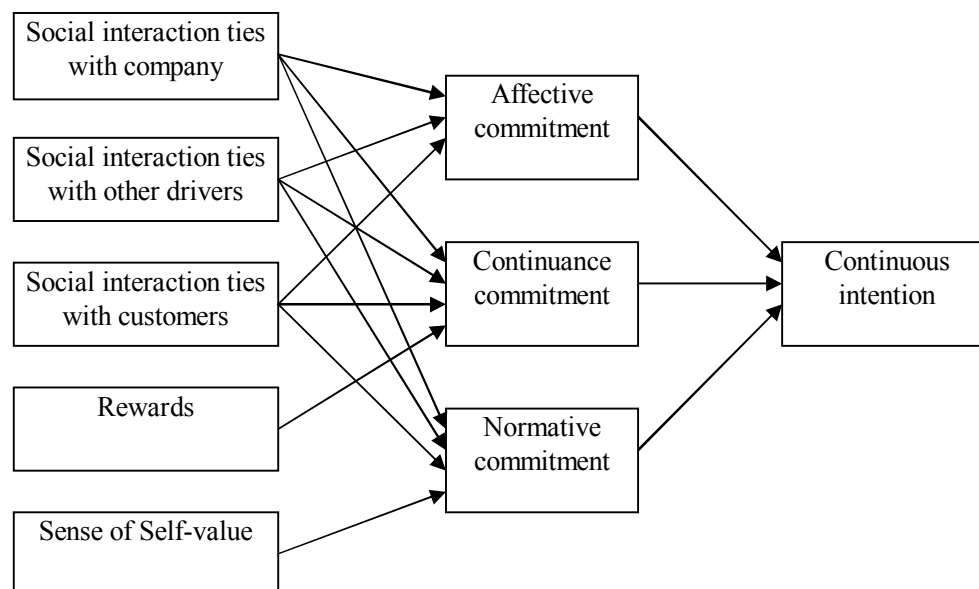 Social interaction ties
with company
Social interaction ties
with other drivers
Social interaction ties
with customers
Rewards
Sense of Self-value
Affective
commitment
Continuance
commitment
Normative
commitment
Continuous
intention